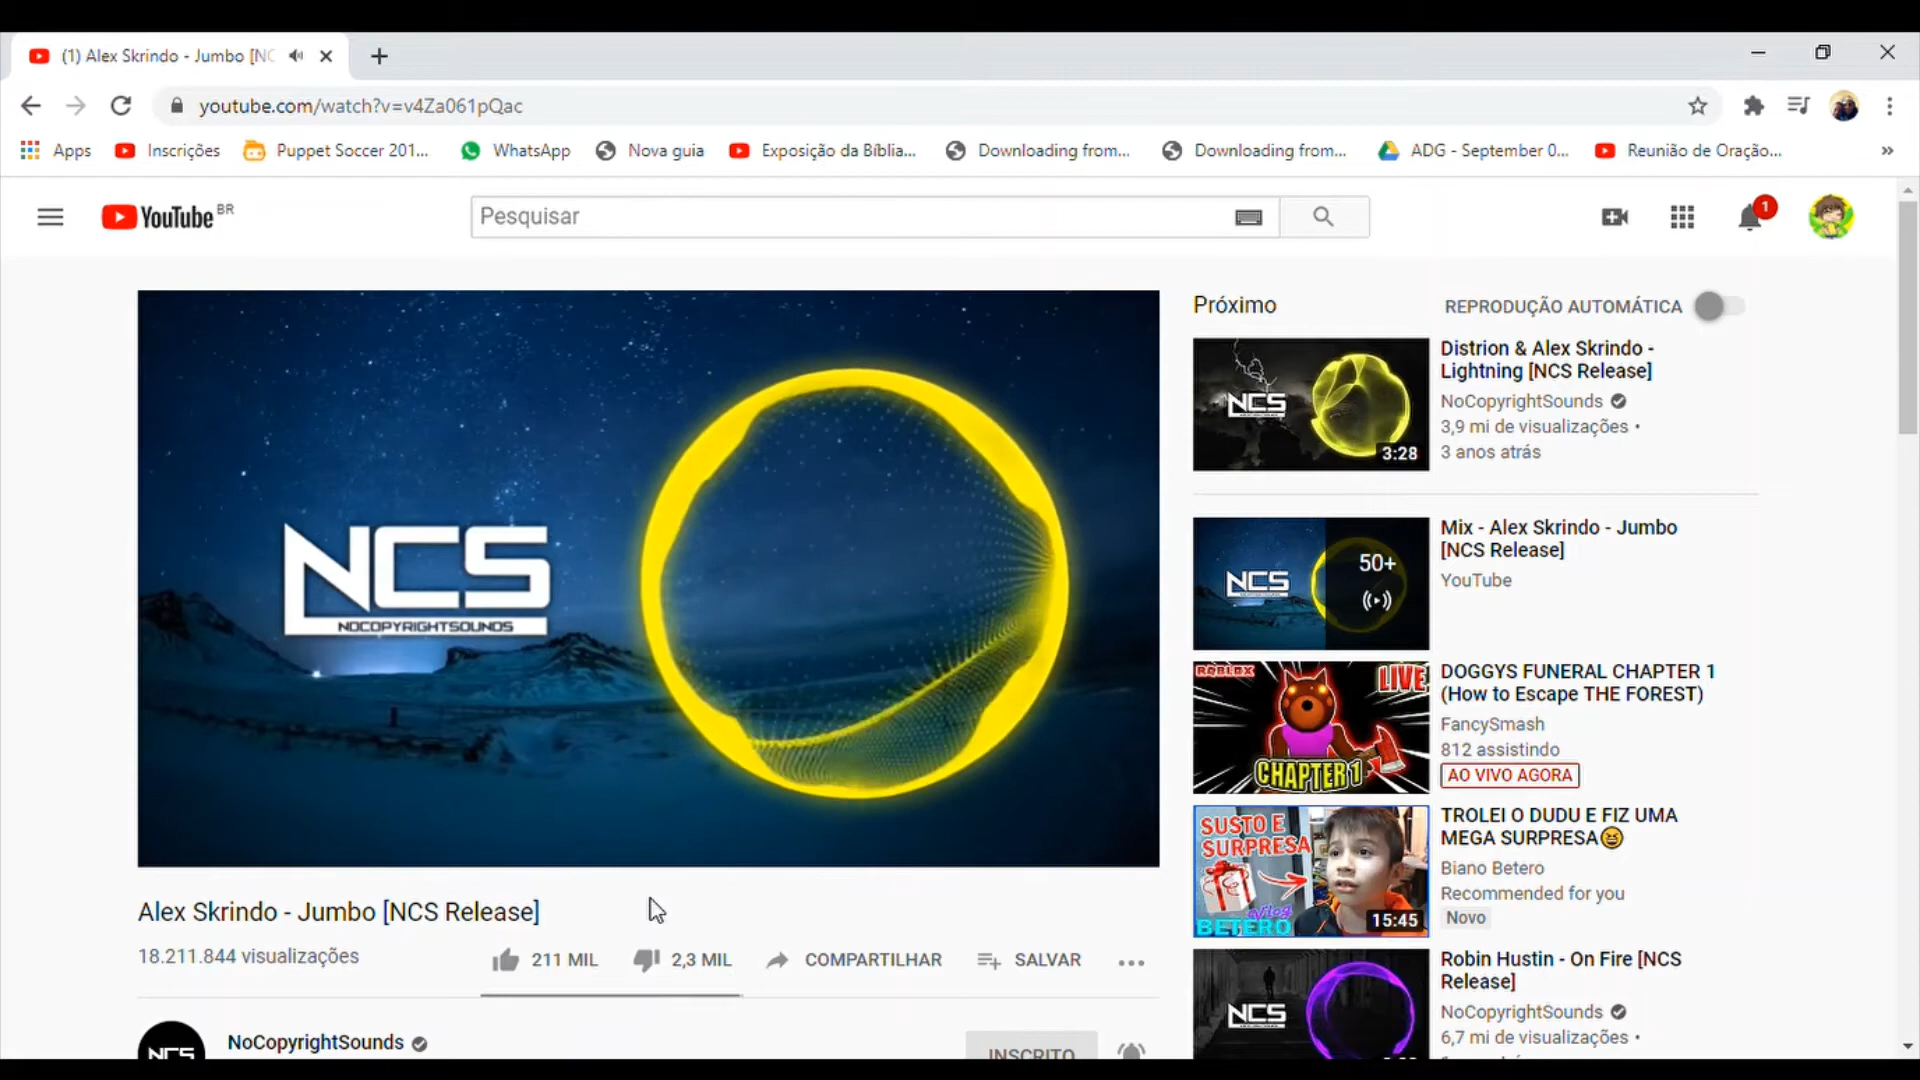 (1) Alex Skrindo - Jumbo [NC
youtube.com/watch?v=v4Za061pQac
Apps
Inscrições
Puppet Soccer 201...
WhatsApp
Nova guia
Exposição da Bíblia...
Downloading from...
Downloading from...
ADG - September 0...
Reunião de Oração...
»
YouTube BR
Pesquisar
1
NCS
NOCOPYRIGHTSOUNDS
Alex Skrindo - Jumbo [NCS Release]
18.211.844 visualizações
211 MIL
2,3 MIL
COMPARTILHAR
SALVAR
NCS
NoCopyrightSounds
INSCRITO
Próximo
REPRODUÇÃO AUTOMÁTICA
NCS
3:28
Distrion & Alex Skrindo -
Lightning [NCS Release]
NoCopyrightSounds
3,9 mi de visualizações •
3 anos atrás
NCS
50+
Mix - Alex Skrindo - Jumbo
[NCS Release]
YouTube
ROBLOX
LIVE
CHAPTER 1
DOGGYS FUNERAL CHAPTER 1
(How to Escape THE FOREST)
FancySmash
812 assistindo
AO VIVO AGORA
SUSTO E
SURPRESA
Vlog
BETERO
15:45
TROLEI O DUDU E FIZ UMA
MEGA SURPRESA😆
Biano Betero
Recommended for you
Novo
NCS
Robin Hustin - On Fire [NCS
Release]
NoCopyrightSounds
6,7 mi de visualizações •